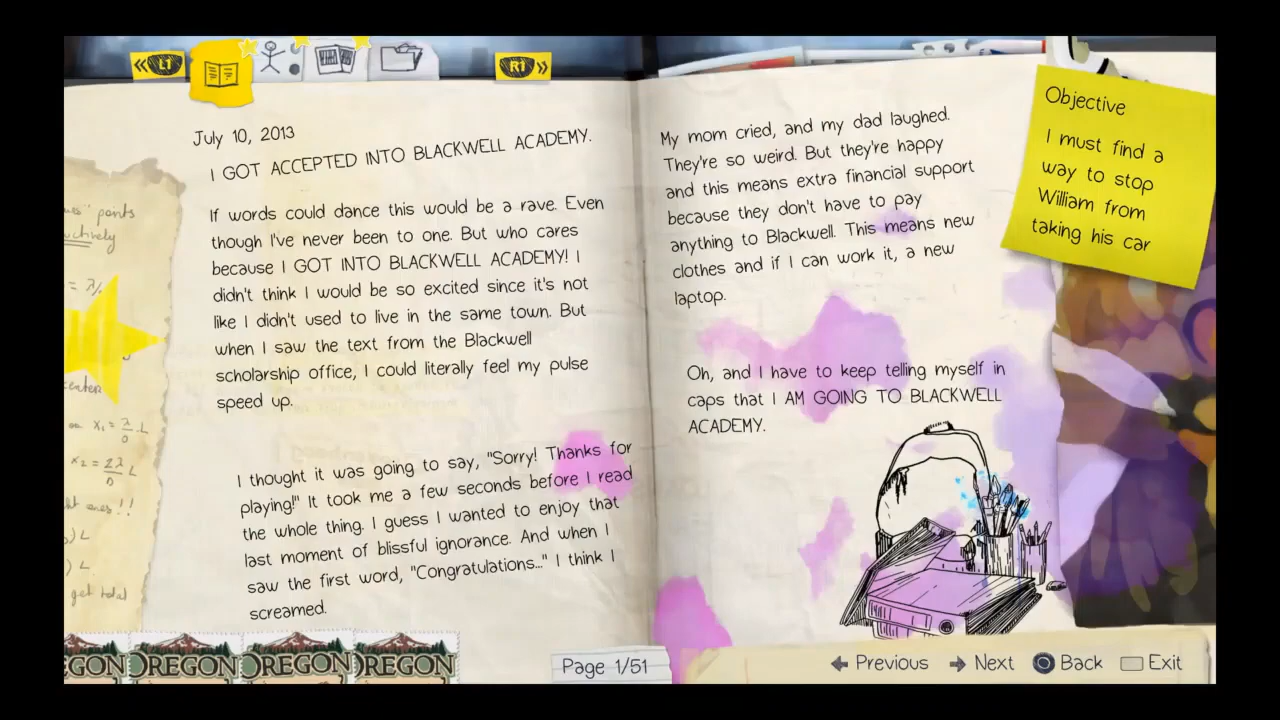 L1
R1
July 10, 2013
I GOT ACCEPTED INTO BLACKWELL ACADEMY.
If words could dance this would be a rave. Even
though I've never been to one. But who cares
because I GOT INTO BLACKWELL ACADEMY! I
didn't think I would be so excited since it's not
like I didn't used to live in the same town. But
when I saw the text from the Blackwell
scholarship office, I could literally feel my pulse
speed up.
I thought it was going to say, "Sorry! Thanks for
playing!" It took me a few seconds before I read
the whole thing. I guess I wanted to enjoy that
last moment of blissful ignorance. And when I
saw the first word, "Congratulations..." I think I
screamed.
My mom cried, and my dad laughed.
They're so weird. But they're happy
and this means extra financial support
because they don't have to pay
anything to Blackwell. This means new
clothes and if I can work it, a new
laptop.
Oh, and I have to keep telling myself in
caps that I AM GOING TO BLACKWELL
ACADEMY.
Objective
I must find a
way to stop
William from
taking his car
points
get total
EGON OREGON OREGON OREGON
Page 1/51
Previous Next Back Exit